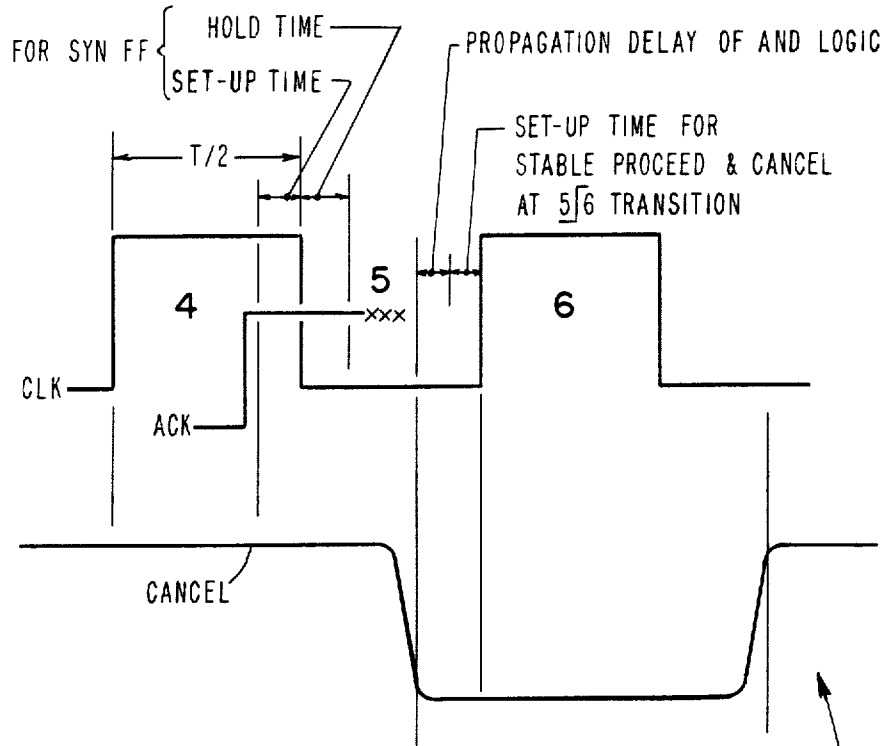 FOR SYN FF
HOLD TIME
SET-UP TIME
PROPAGATION DELAY OF AND LOGIC
SET-UP TIME FOR
STABLE PROCEED & CANCEL
AT 5⌈6 TRANSITION
T/2
4
5
xxx
6
CLK
ACK
CANCEL